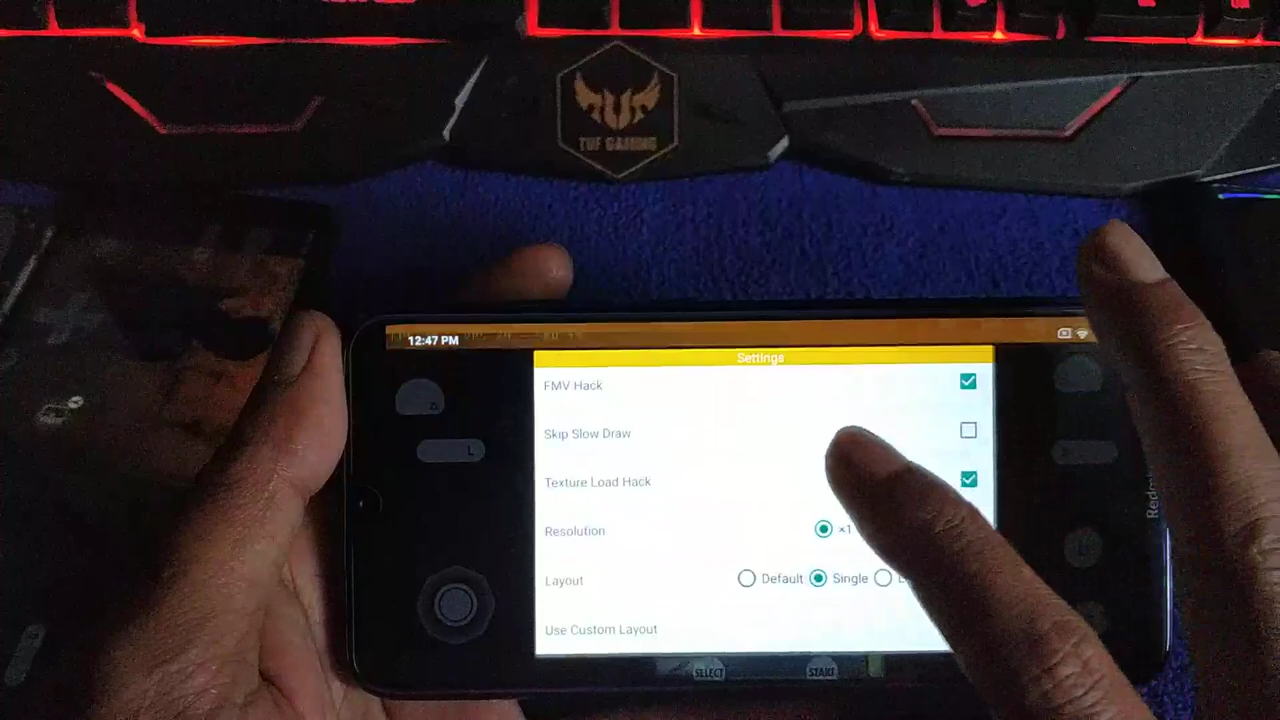 TUF GAMING
12:47 PM
Settings
FMV Hack
Skip Slow Draw
Texture Load Hack
Resolution ×1
Layout Default Single
Use Custom Layout
L
SELECT START